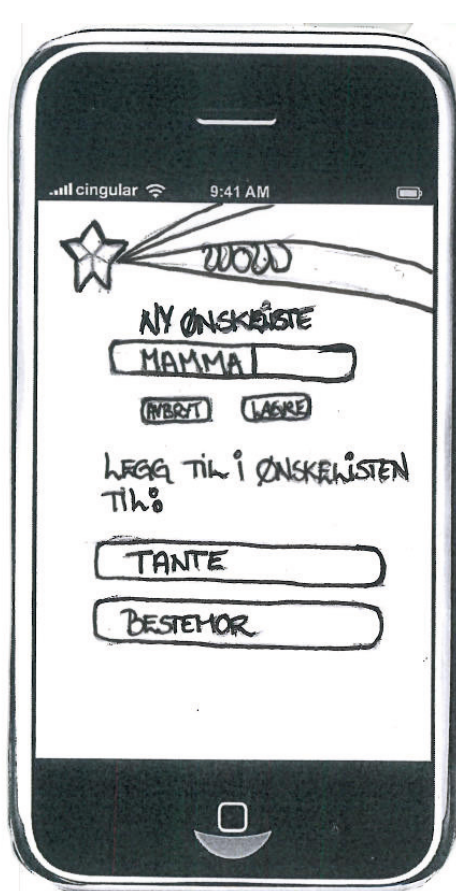 cingular 9:41 AM
WOW
NY ØNSKELISTE
MAMMA
AVBRYT LAGRE
LEGG TIL I ØNSKELISTEN
TIL:
TANTE
BESTEMOR